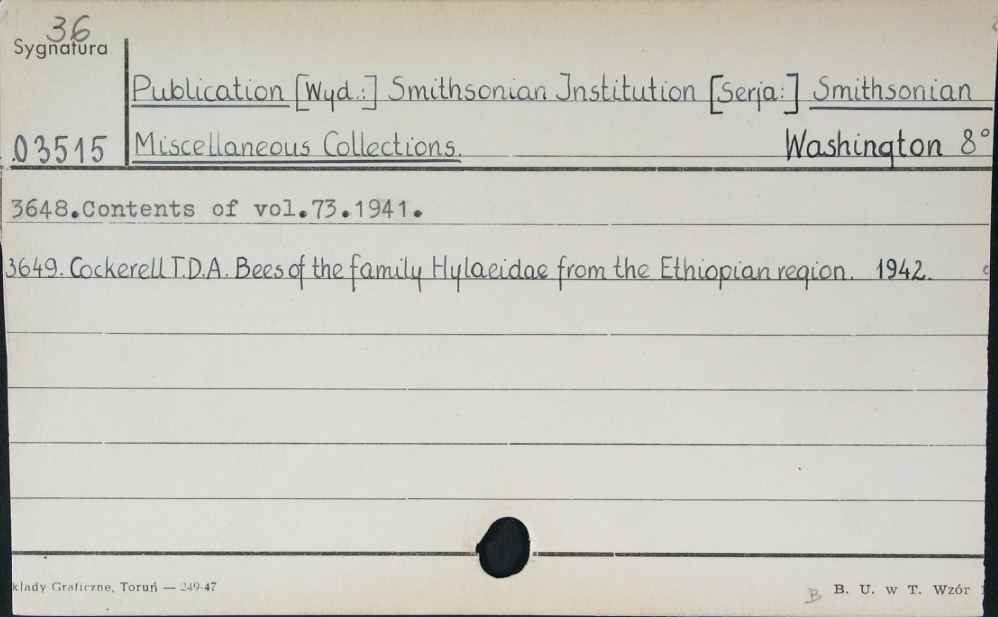 36
Sygnatura
Publication [Wyd.:] Smithsonian Institution [Serja:] Smithsonian
03515 Miscellaneous Collections. Washington 8°
3648.Contents of vol.73.1941.
3649. Cockerell T.D.A. Bees of the family Hylaeidae from the Ethiopian region. 1942.
kłady Graficzne, Toruń — 249-47
B B. U. w T. Wzór